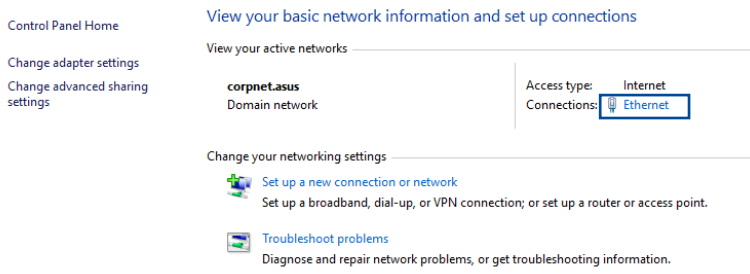 Control Panel Home
Change adapter settings
Change advanced sharing
settings
View your basic network information and set up connections
View your active networks
corpnet.asus
Domain network
Access type: Internet
Connections: Ethernet
Change your networking settings
Set up a new connection or network
Set up a broadband, dial-up, or VPN connection; or set up a router or access point.
Troubleshoot problems
Diagnose and repair network problems, or get troubleshooting information.